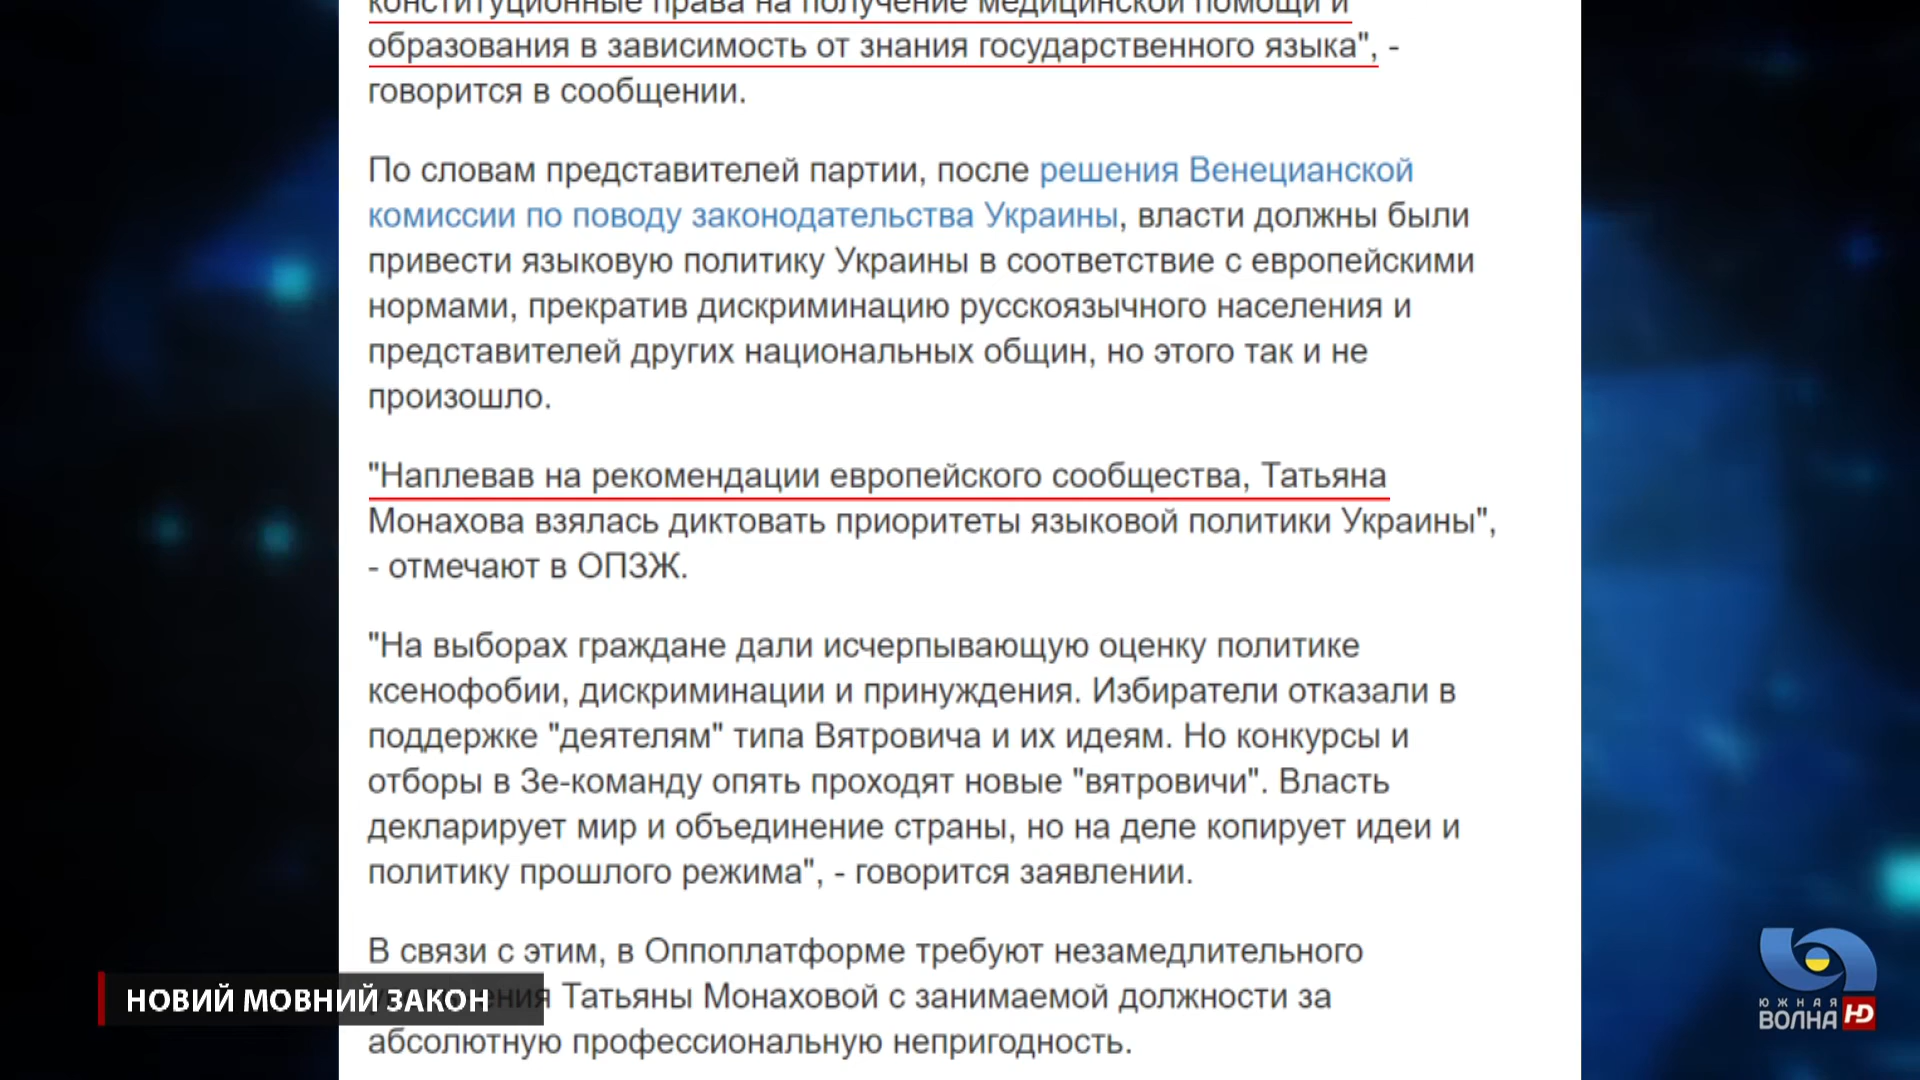 конституционные права на получение медицинской помощи и
образования в зависимость от знания государственного языка", -
говорится в сообщении.
По словам представителей партии, после решения Венецианской
комиссии по поводу законодательства Украины, власти должны были
привести языковую политику Украины в соответствие с европейскими
нормами, прекратив дискриминацию русскоязычного населения и
представителей других национальных общин, но этого так и не
произошло.
"Наплевав на рекомендации европейского сообщества, Татьяна
Монахова взялась диктовать приоритеты языковой политики Украины",
- отмечают в ОПЗЖ.
"На выборах граждане дали исчерпывающую оценку политике
ксенофобии, дискриминации и принуждения. Избиратели отказали в
поддержке "деятелям" типа Вятровича и их идеям. Но конкурсы и
отборы в Зе-команду опять проходят новые "вятровичи". Власть
декларирует мир и объединение страны, но на деле копирует идеи и
политику прошлого режима", - говорится заявлении.
В связи с этим, в Оппоплатформе требуют незамедлительного
Татьяны Монаховой с занимаемой должности за
абсолютную профессиональную непригодность.
НОВИЙ МОВНИЙ ЗАКОН
ЮЖНАЯ
ВОЛНА HD